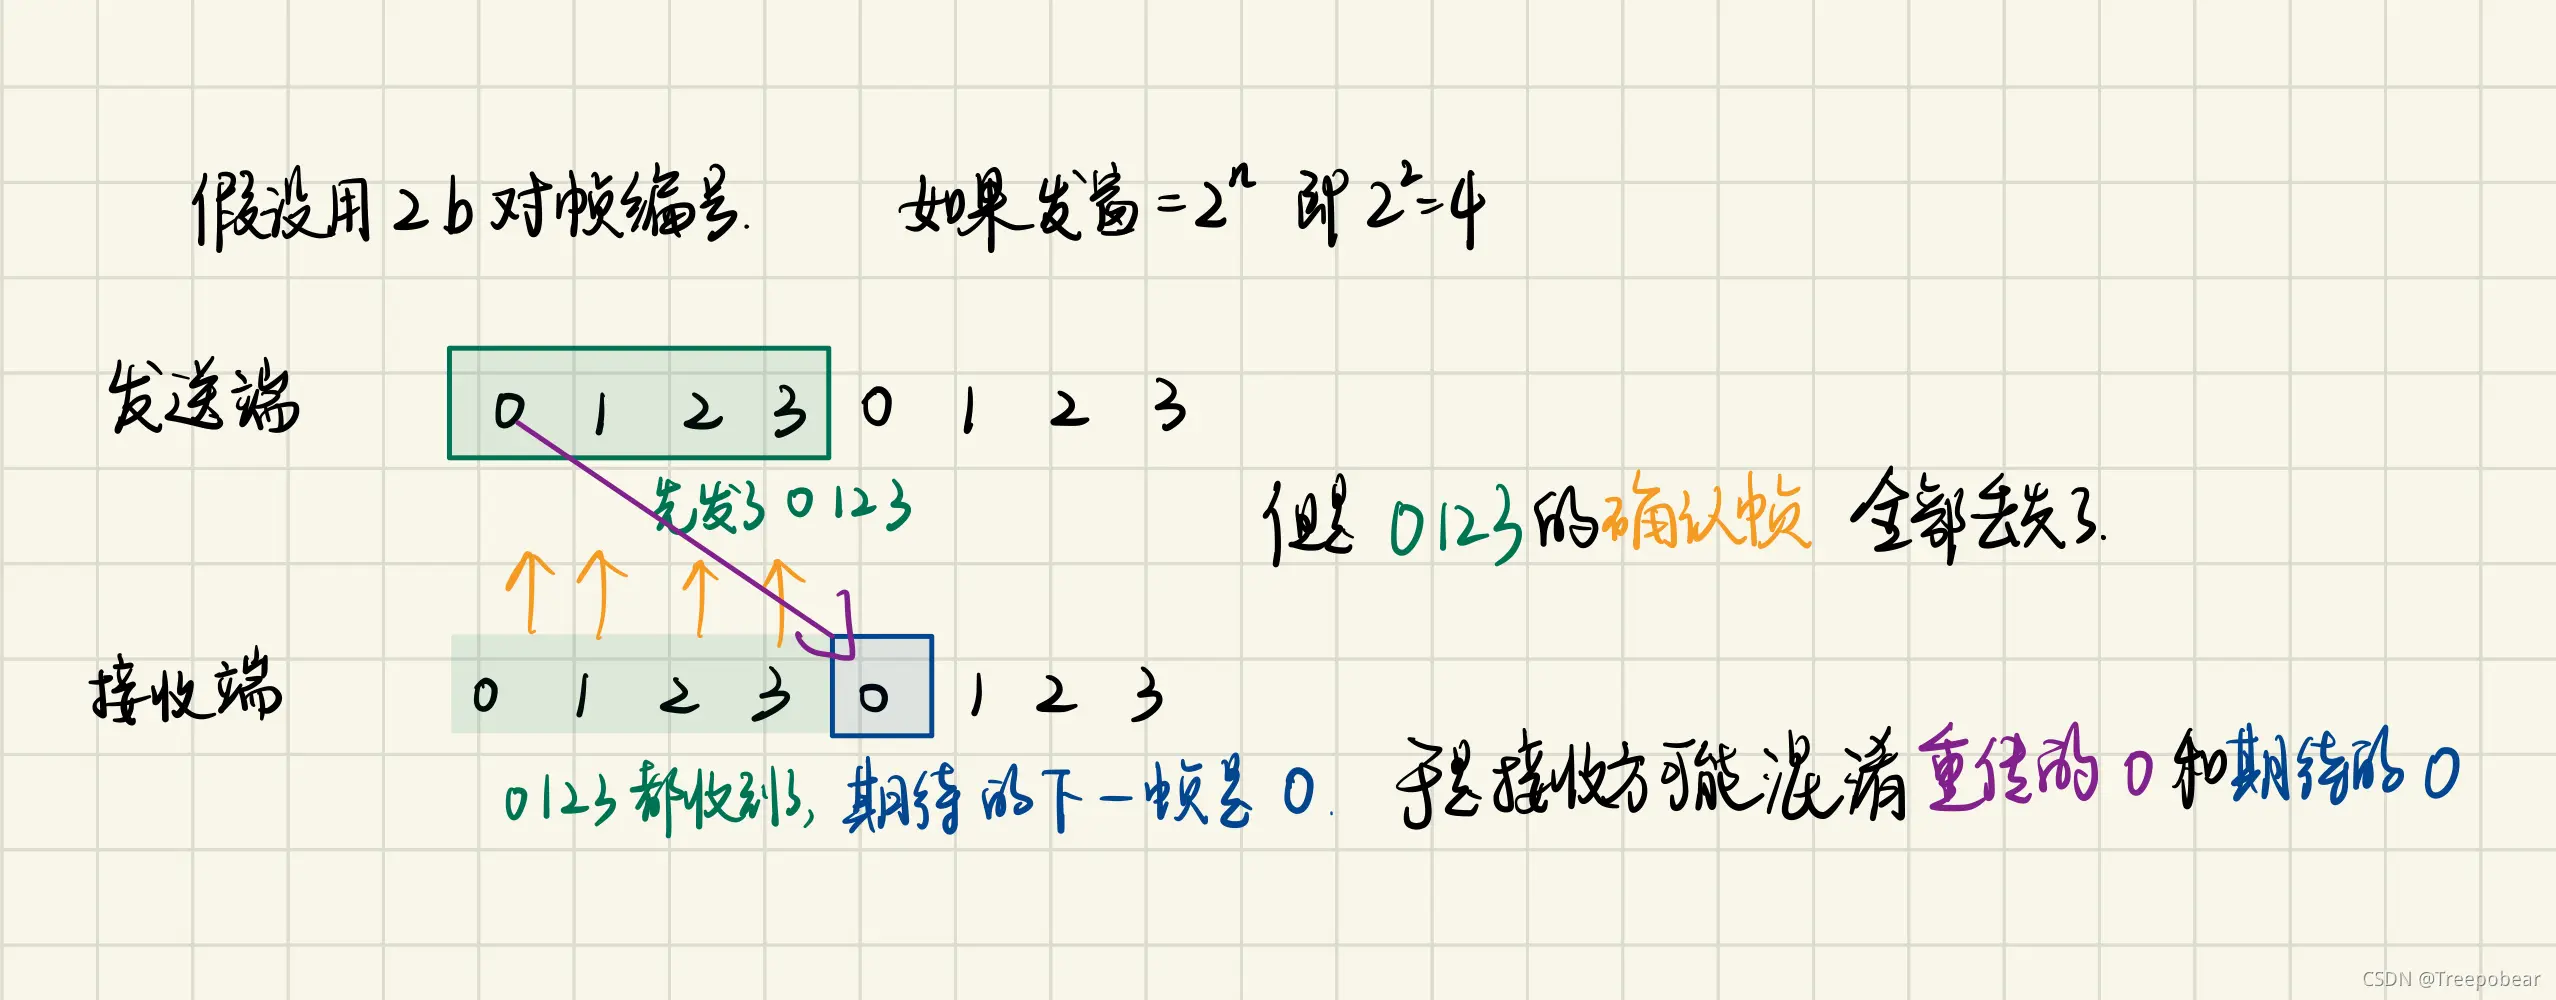 假设用2b对帧编号. 如果发窗=2ⁿ 即2²=4
发送端 0 1 2 3 0 1 2 3
先发了0123
但是0123的确认帧 全部丢失了.
接收端 0 1 2 3 0 1 2 3
0123都收到了, 期待的下一帧是0.
于是接收方可能混淆重传的0和期待的0
CSDN @Treepobear